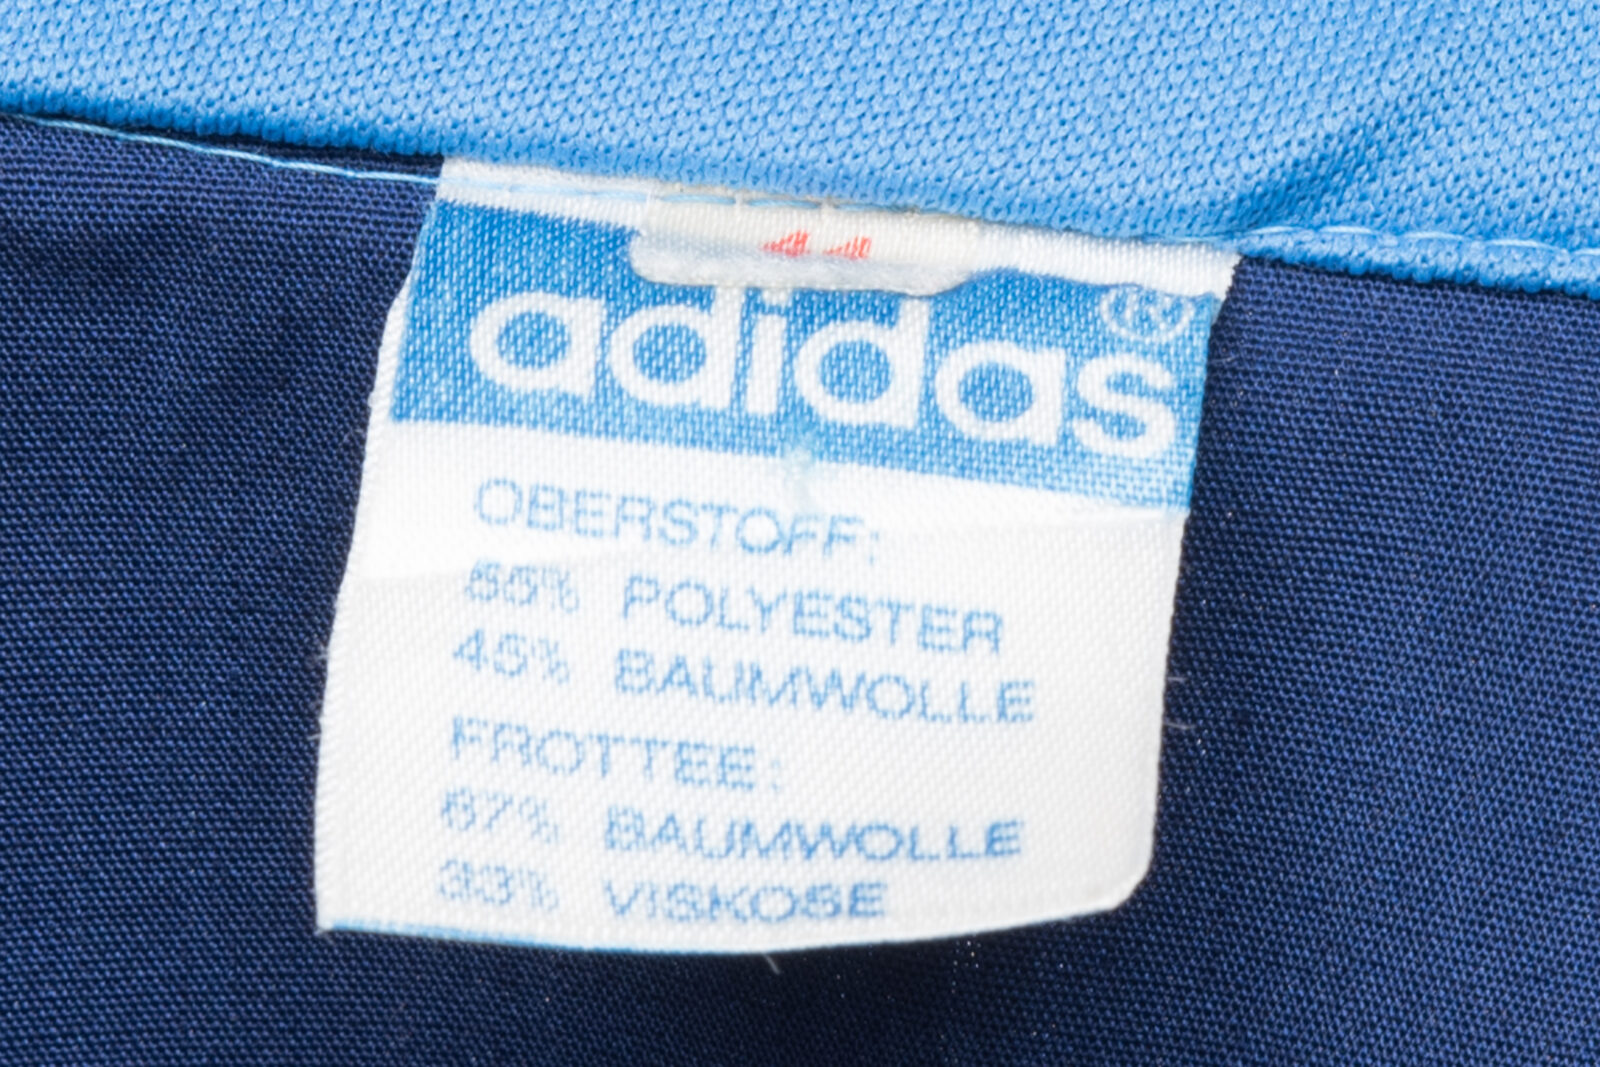 adidas®
OBERSTOFF:
55% POLYESTER
45% BAUMWOLLE
FROTTEE:
67% BAUMWOLLE
33% VISKOSE